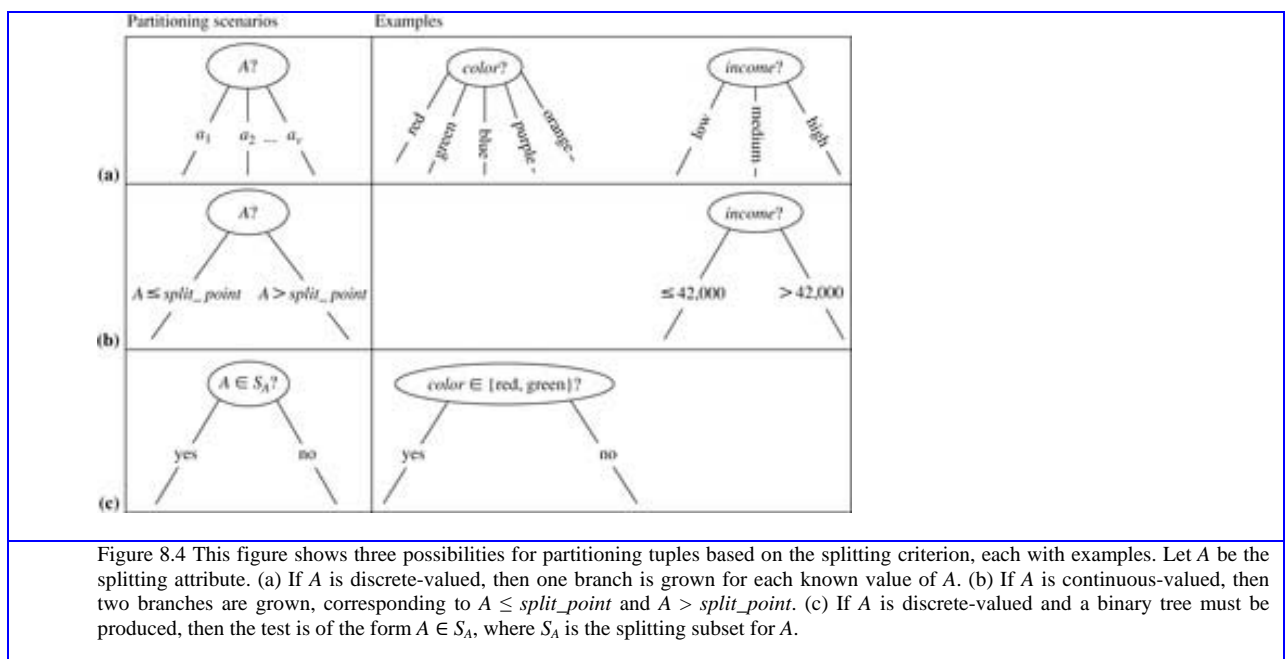 Partitioning scenarios Examples
A? color? income?
a1 a2 ... av red green blue purple orange low medium high
(a)
A? income?
A ≤ split_point A > split_point ≤ 42,000 > 42,000
(b)
A ∈ SA? color ∈ {red, green}?
yes no yes no
(c)
Figure 8.4 This figure shows three possibilities for partitioning tuples based on the splitting criterion, each with examples. Let A be the
splitting attribute. (a) If A is discrete-valued, then one branch is grown for each known value of A. (b) If A is continuous-valued, then
two branches are grown, corresponding to A ≤ split_point and A > split_point. (c) If A is discrete-valued and a binary tree must be
produced, then the test is of the form A ∈ SA, where SA is the splitting subset for A.